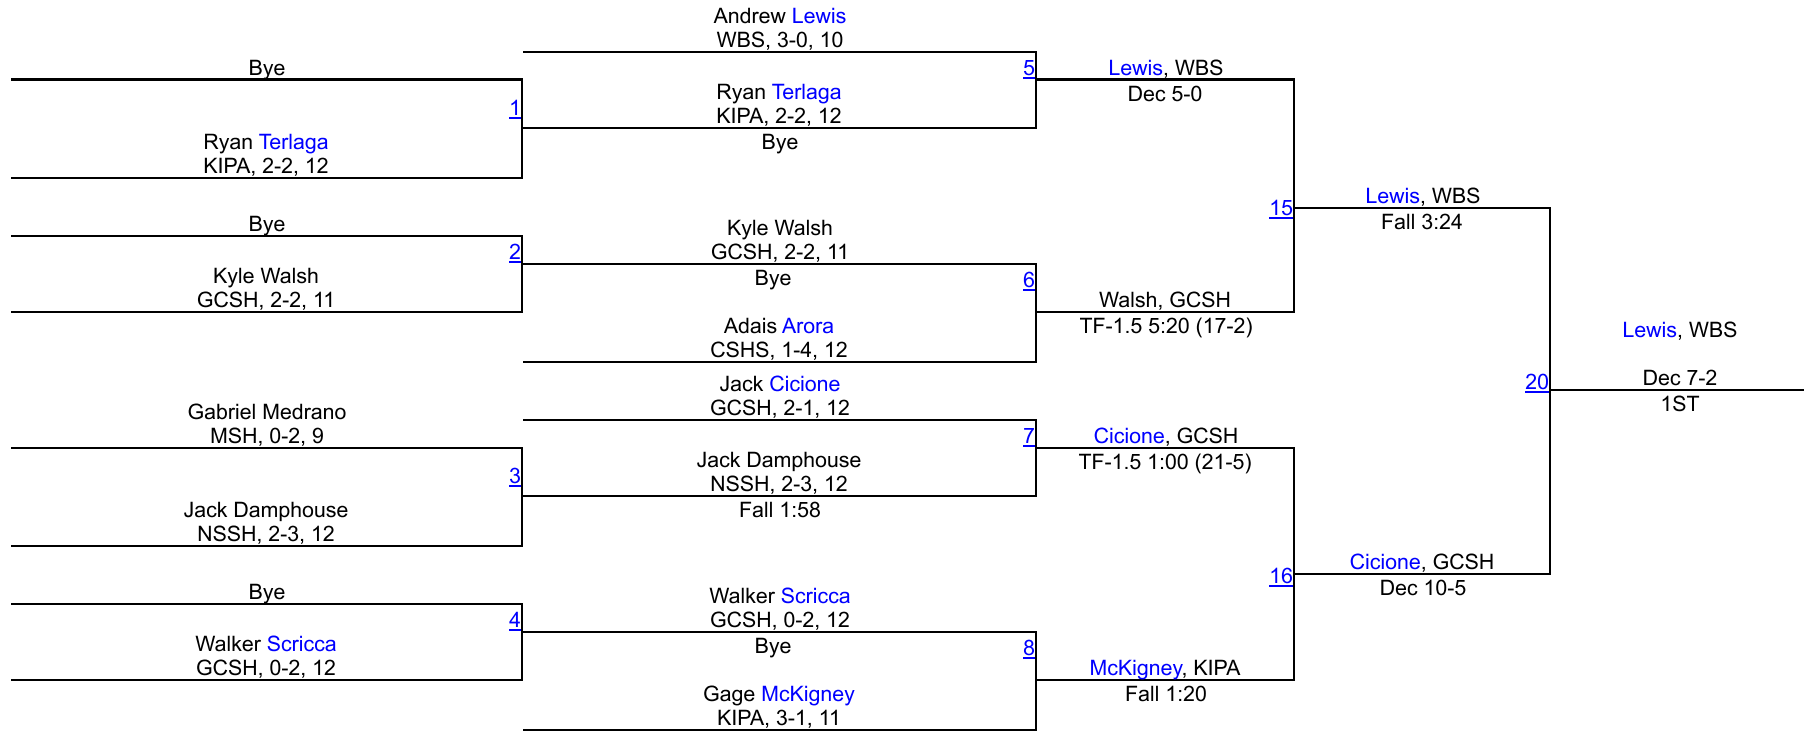 Bye
1
Ryan Terlaga
KIPA, 2-2, 12
Bye
2
Kyle Walsh
GCSH, 2-2, 11
Gabriel Medrano
MSH, 0-2, 9
3
Jack Damphouse
NSSH, 2-3, 12
Bye
4
Walker Scricca
GCSH, 0-2, 12
Andrew Lewis
WBS, 3-0, 10
5
Ryan Terlaga
KIPA, 2-2, 12
Bye
Kyle Walsh
GCSH, 2-2, 11
Bye
6
Adais Arora
CSHS, 1-4, 12
Jack Cicione
GCSH, 2-1, 12
7
Jack Damphouse
NSSH, 2-3, 12
Fall 1:58
Walker Scricca
GCSH, 0-2, 12
Bye
8
Gage McKigney
KIPA, 3-1, 11
Lewis, WBS
Dec 5-0
15
Walsh, GCSH
TF-1.5 5:20 (17-2)
Cicione, GCSH
TF-1.5 1:00 (21-5)
16
McKigney, KIPA
Fall 1:20
Lewis, WBS
Fall 3:24
20
Cicione, GCSH
Dec 10-5
Lewis, WBS
Dec 7-2
1ST